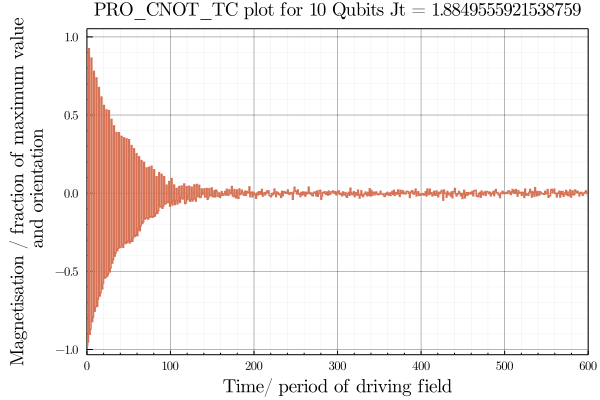 PRO_CNOT_TC plot for 10 Qubits Jt = 1.8849555921538759
Magnetisation / fraction of maximum value
and orientation
1.0
0.5
0.0
−0.5
−1.0
0 100 200 300 400 500 600
Time/ period of driving field